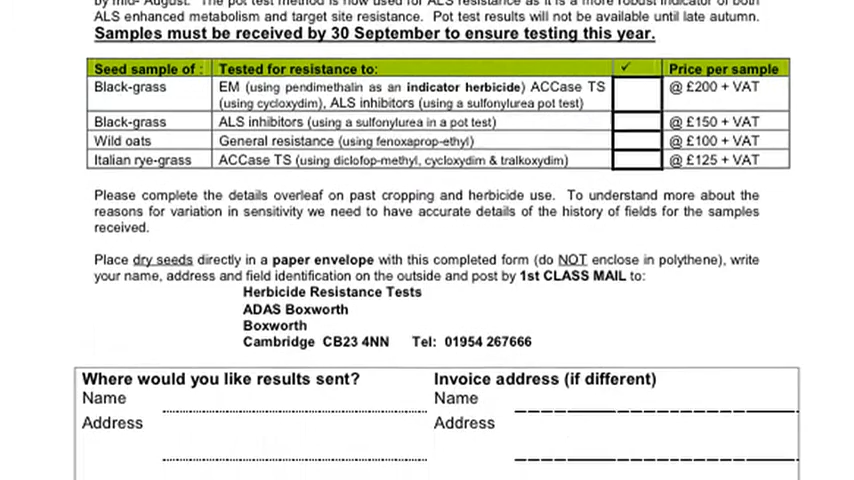 by mid- August. The pot test method is now used for ALS resistance as it is a more robust indicator of both
ALS enhanced metabolism and target site resistance. Pot test results will not be available until late autumn.
Samples must be received by 30 September to ensure testing this year.
Seed sample of : Tested for resistance to: ✓ Price per sample
Black-grass EM (using pendimethalin as an indicator herbicide) ACCase TS @ £200 + VAT
(using cycloxydim), ALS inhibitors (using a sulfonylurea pot test)
Black-grass ALS inhibitors (using a sulfonylurea in a pot test) @ £150 + VAT
Wild oats General resistance (using fenoxaprop-ethyl) @ £100 + VAT
Italian rye-grass ACCase TS (using diclofop-methyl, cycloxydim & tralkoxydim) @ £125 + VAT
Please complete the details overleaf on past cropping and herbicide use. To understand more about the
reasons for variation in sensitivity we need to have accurate details of the history of fields for the samples
received.
Place dry seeds directly in a paper envelope with this completed form (do NOT enclose in polythene), write
your name, address and field identification on the outside and post by 1st CLASS MAIL to:
Herbicide Resistance Tests
ADAS Boxworth
Boxworth
Cambridge CB23 4NN Tel: 01954 267666
Where would you like results sent? Invoice address (if different)
Name Name
Address Address